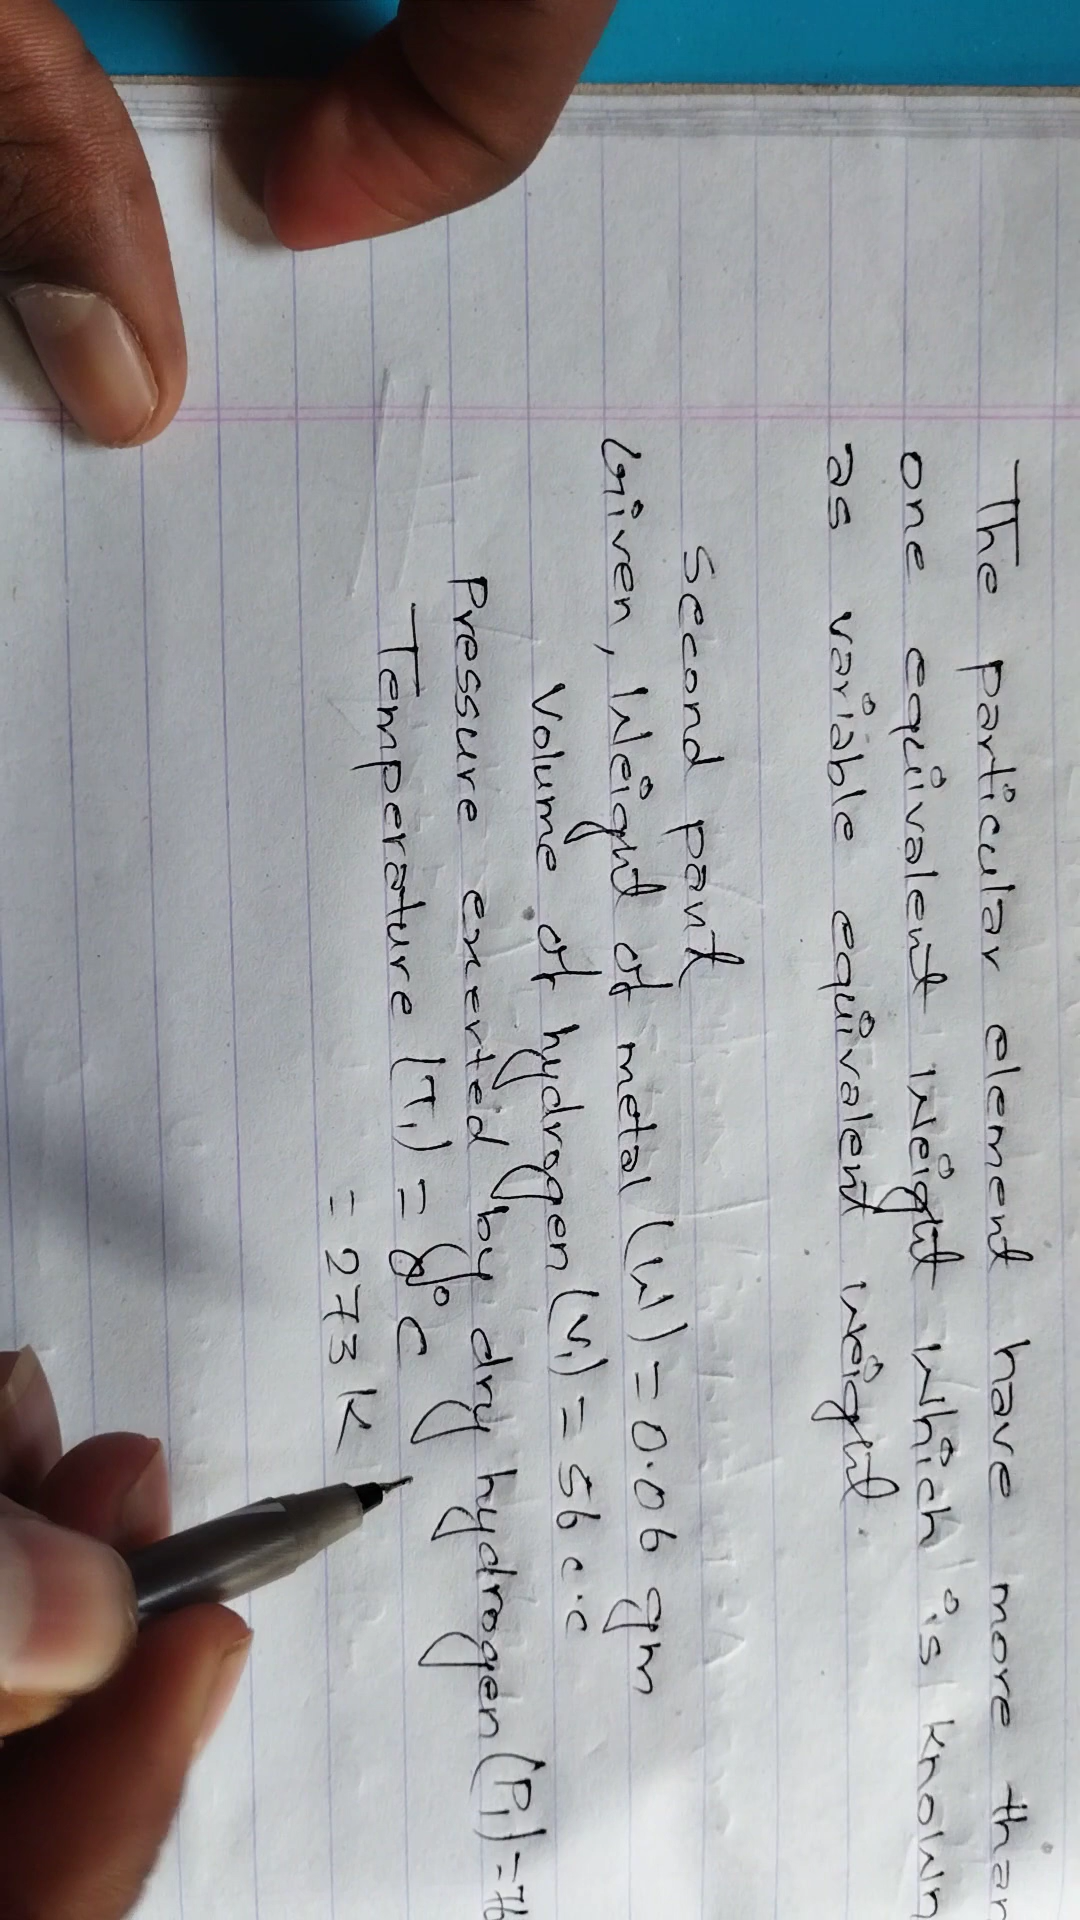 The particular element have more than
one equivalent weight which is known
as variable equivalent weight.
Second part
Given, Weight of metal (W) = 0.06 gm
Volume of hydrogen (V₁) = 56 c.c
Pressure exerted by dry hydrogen (P₁) = 76
Temperature (T₁) = 0°C
= 273 K